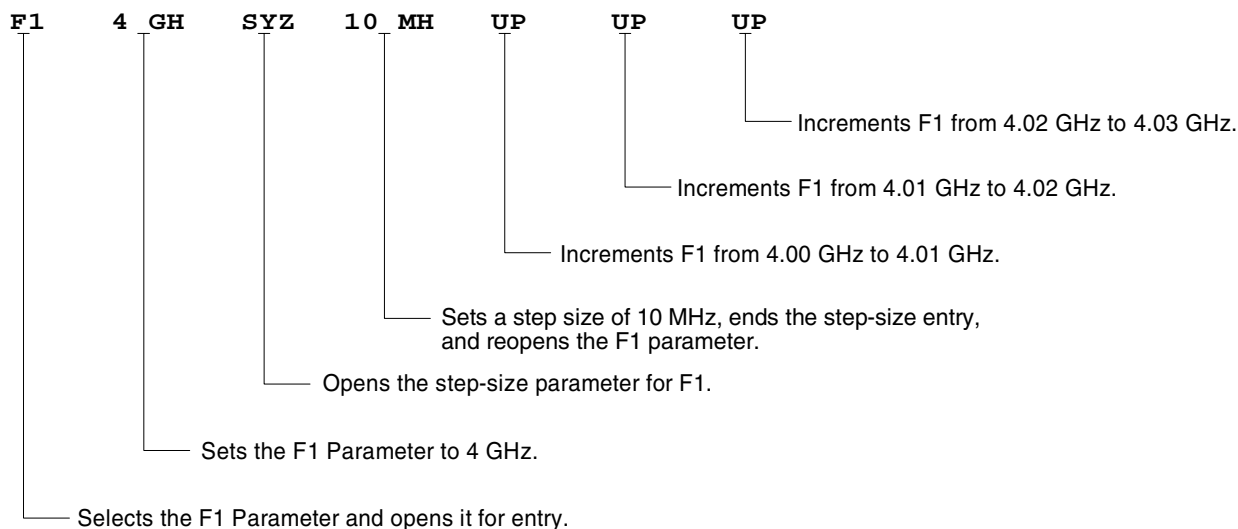 F1 4 GH SYZ 10 MH UP UP UP
Increments F1 from 4.02 GHz to 4.03 GHz.
Increments F1 from 4.01 GHz to 4.02 GHz.
Increments F1 from 4.00 GHz to 4.01 GHz.
Sets a step size of 10 MHz, ends the step-size entry,
and reopens the F1 parameter.
Opens the step-size parameter for F1.
Sets the F1 Parameter to 4 GHz.
Selects the F1 Parameter and opens it for entry.